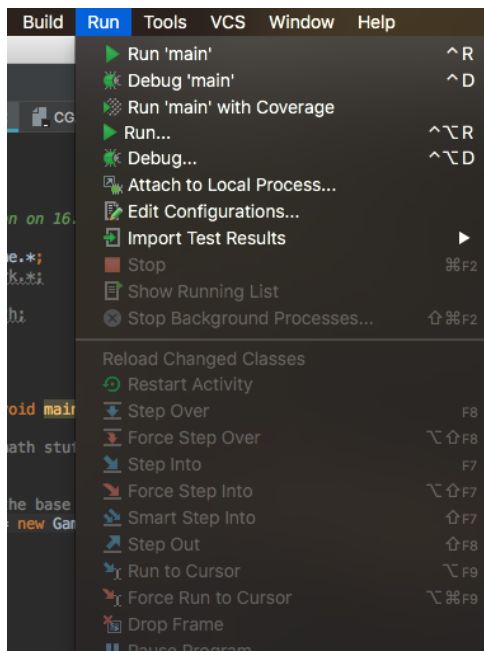 Build Run Tools VCS Window Help
Run 'main' ^R
Debug 'main' ^D
Run 'main' with Coverage
Run... ^⌥R
Debug... ^⌥D
Attach to Local Process...
Edit Configurations...
Import Test Results ▶
Stop ⌘F2
Show Running List
Stop Background Processes... ⇧⌘F2
Reload Changed Classes
Restart Activity
Step Over F8
Force Step Over ⌥⇧F8
Step Into F7
Force Step Into ⌥⇧F7
Smart Step Into ⇧F7
Step Out ⇧F8
Run to Cursor ⌥F9
Force Run to Cursor ⌥⌘F9
Drop Frame
Pause Program
CG
n on 16.
e.*;
k.*;
h;
oid main
ath stu
he base
= new Gam